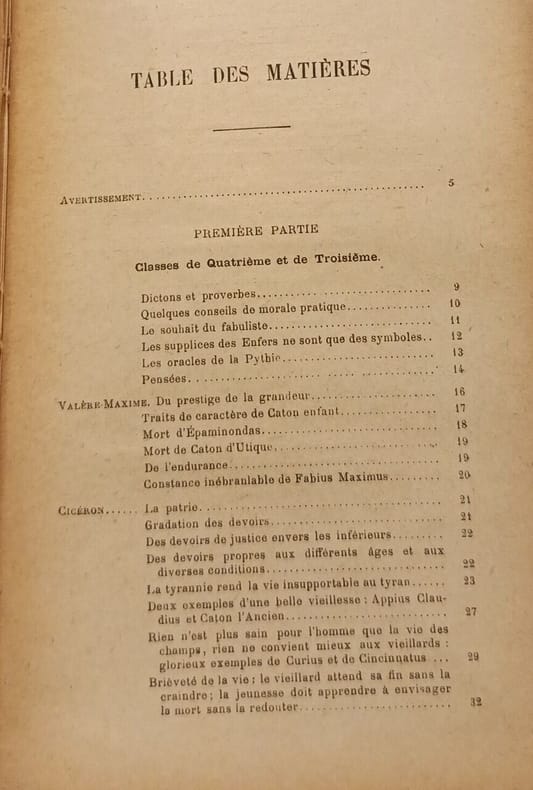 TABLE DES MATIÈRES
AVERTISSEMENT. 5
PREMIÈRE PARTIE
Classes de Quatrième et de Troisième.
Dictons et proverbes. 9
Quelques conseils de morale pratique. 10
Le souhait du fabuliste. 11
Les supplices des Enfers ne sont que des symboles. . 12
Les oracles de la Pythie. 13
Pensées. 14
VALÈRE-MAXIME. Du prestige de la grandeur. 16
Traits de caractère de Caton enfant. 17
Mort d'Épaminondas. 18
Mort de Caton d'Utique. 19
De l'endurance. 19
Constance inébranlable de Fabius Maximus. 20
CICÉRON. La patrie. 21
Gradation des devoirs. 21
Des devoirs de justice envers les inférieurs. 22
Des devoirs propres aux différents âges et aux
diverses conditions. 22
La tyrannie rend la vie insupportable au tyran. 23
Deux exemples d'une belle vieillesse : Appius Clau-
dius et Caton l'Ancien. 27
Rien n'est plus sain pour l'homme que la vie des
champs, rien ne convient mieux aux vieillards :
glorieux exemples de Curius et de Cincinnatus ... 29
Brièveté de la vie ; le vieillard attend sa fin sans la
craindre ; la jeunesse doit apprendre à envisager
la mort sans la redouter. 32